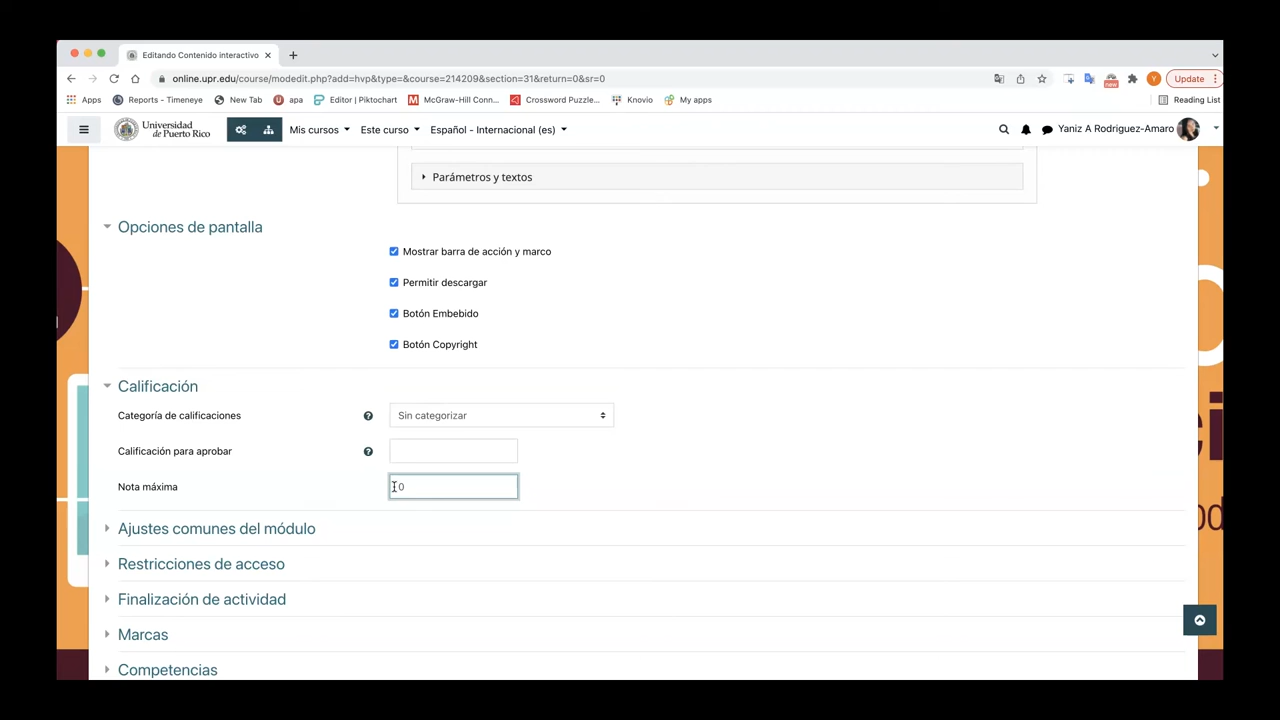 Editando Contenido interactivo
online.upr.edu/course/modedit.php?add=hvp&type=&course=214209&section=31&return=0&sr=0
new
Y
Update
Apps
Reports - Timeneye
New Tab
apa
Editor | Piktochart
McGraw-Hill Conn...
Crossword Puzzle...
Knovio
My apps
Reading List
Universidad
de Puerto Rico
Mis cursos
Este curso
Español - Internacional (es)
Yaniz A Rodriguez-Amaro
Parámetros y textos
Opciones de pantalla
Mostrar barra de acción y marco
Permitir descargar
Botón Embebido
Botón Copyright
Calificación
Categoría de calificaciones
Sin categorizar
Calificación para aprobar
Nota máxima
0
Ajustes comunes del módulo
Restricciones de acceso
Finalización de actividad
Marcas
Competencias